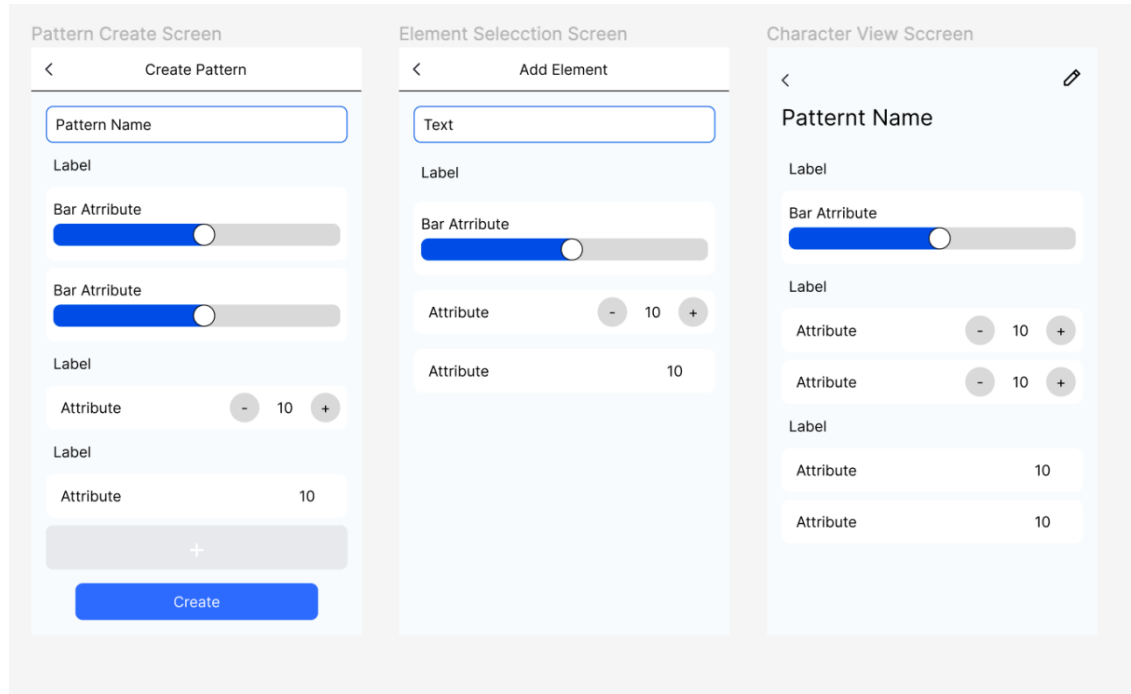 Pattern Create Screen
Create Pattern
Pattern Name
Label
Bar Atrribute
Bar Atrribute
Label
Attribute - 10 +
Label
Attribute 10
+
Create
Element Selecction Screen
Add Element
Text
Label
Bar Atrribute
Attribute - 10 +
Attribute 10
Character View Sccreen
Patternt Name
Label
Bar Atrribute
Label
Attribute - 10 +
Attribute - 10 +
Label
Attribute 10
Attribute 10